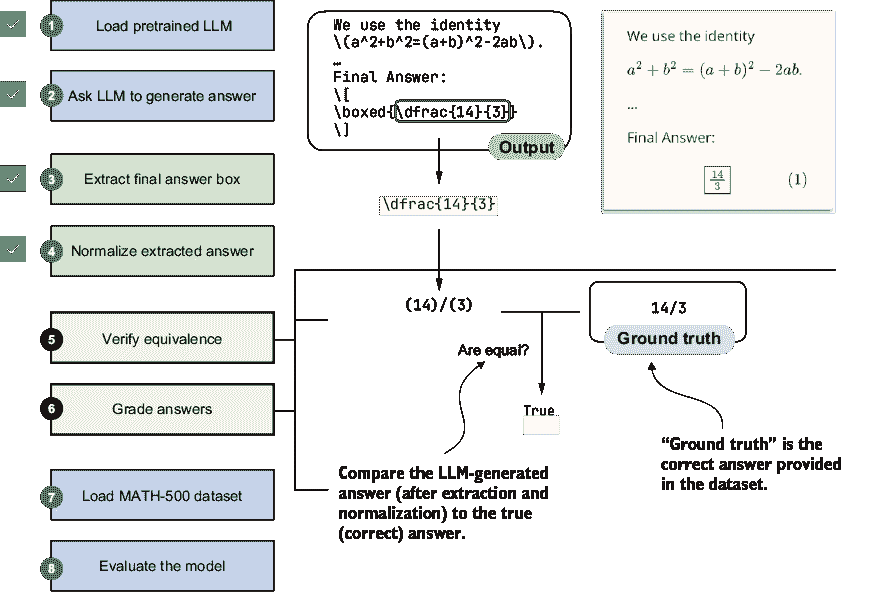 1 Load pretrained LLM
2 Ask LLM to generate answer
3 Extract final answer box
4 Normalize extracted answer
5 Verify equivalence
6 Grade answers
7 Load MATH-500 dataset
8 Evaluate the model
We use the identity
\(a^2+b^2=(a+b)^2-2ab\).
…
Final Answer:
\[
\boxed{\dfrac{14}{3}}
\]
Output
\dfrac{14}{3}
(14)/(3)
Are equal?
True
14/3
Ground truth
Compare the LLM-generated
answer (after extraction and
normalization) to the true
(correct) answer.
“Ground truth” is the
correct answer provided
in the dataset.
We use the identity
a² + b² = (a + b)² − 2ab.
...
Final Answer:
14/3 (1)